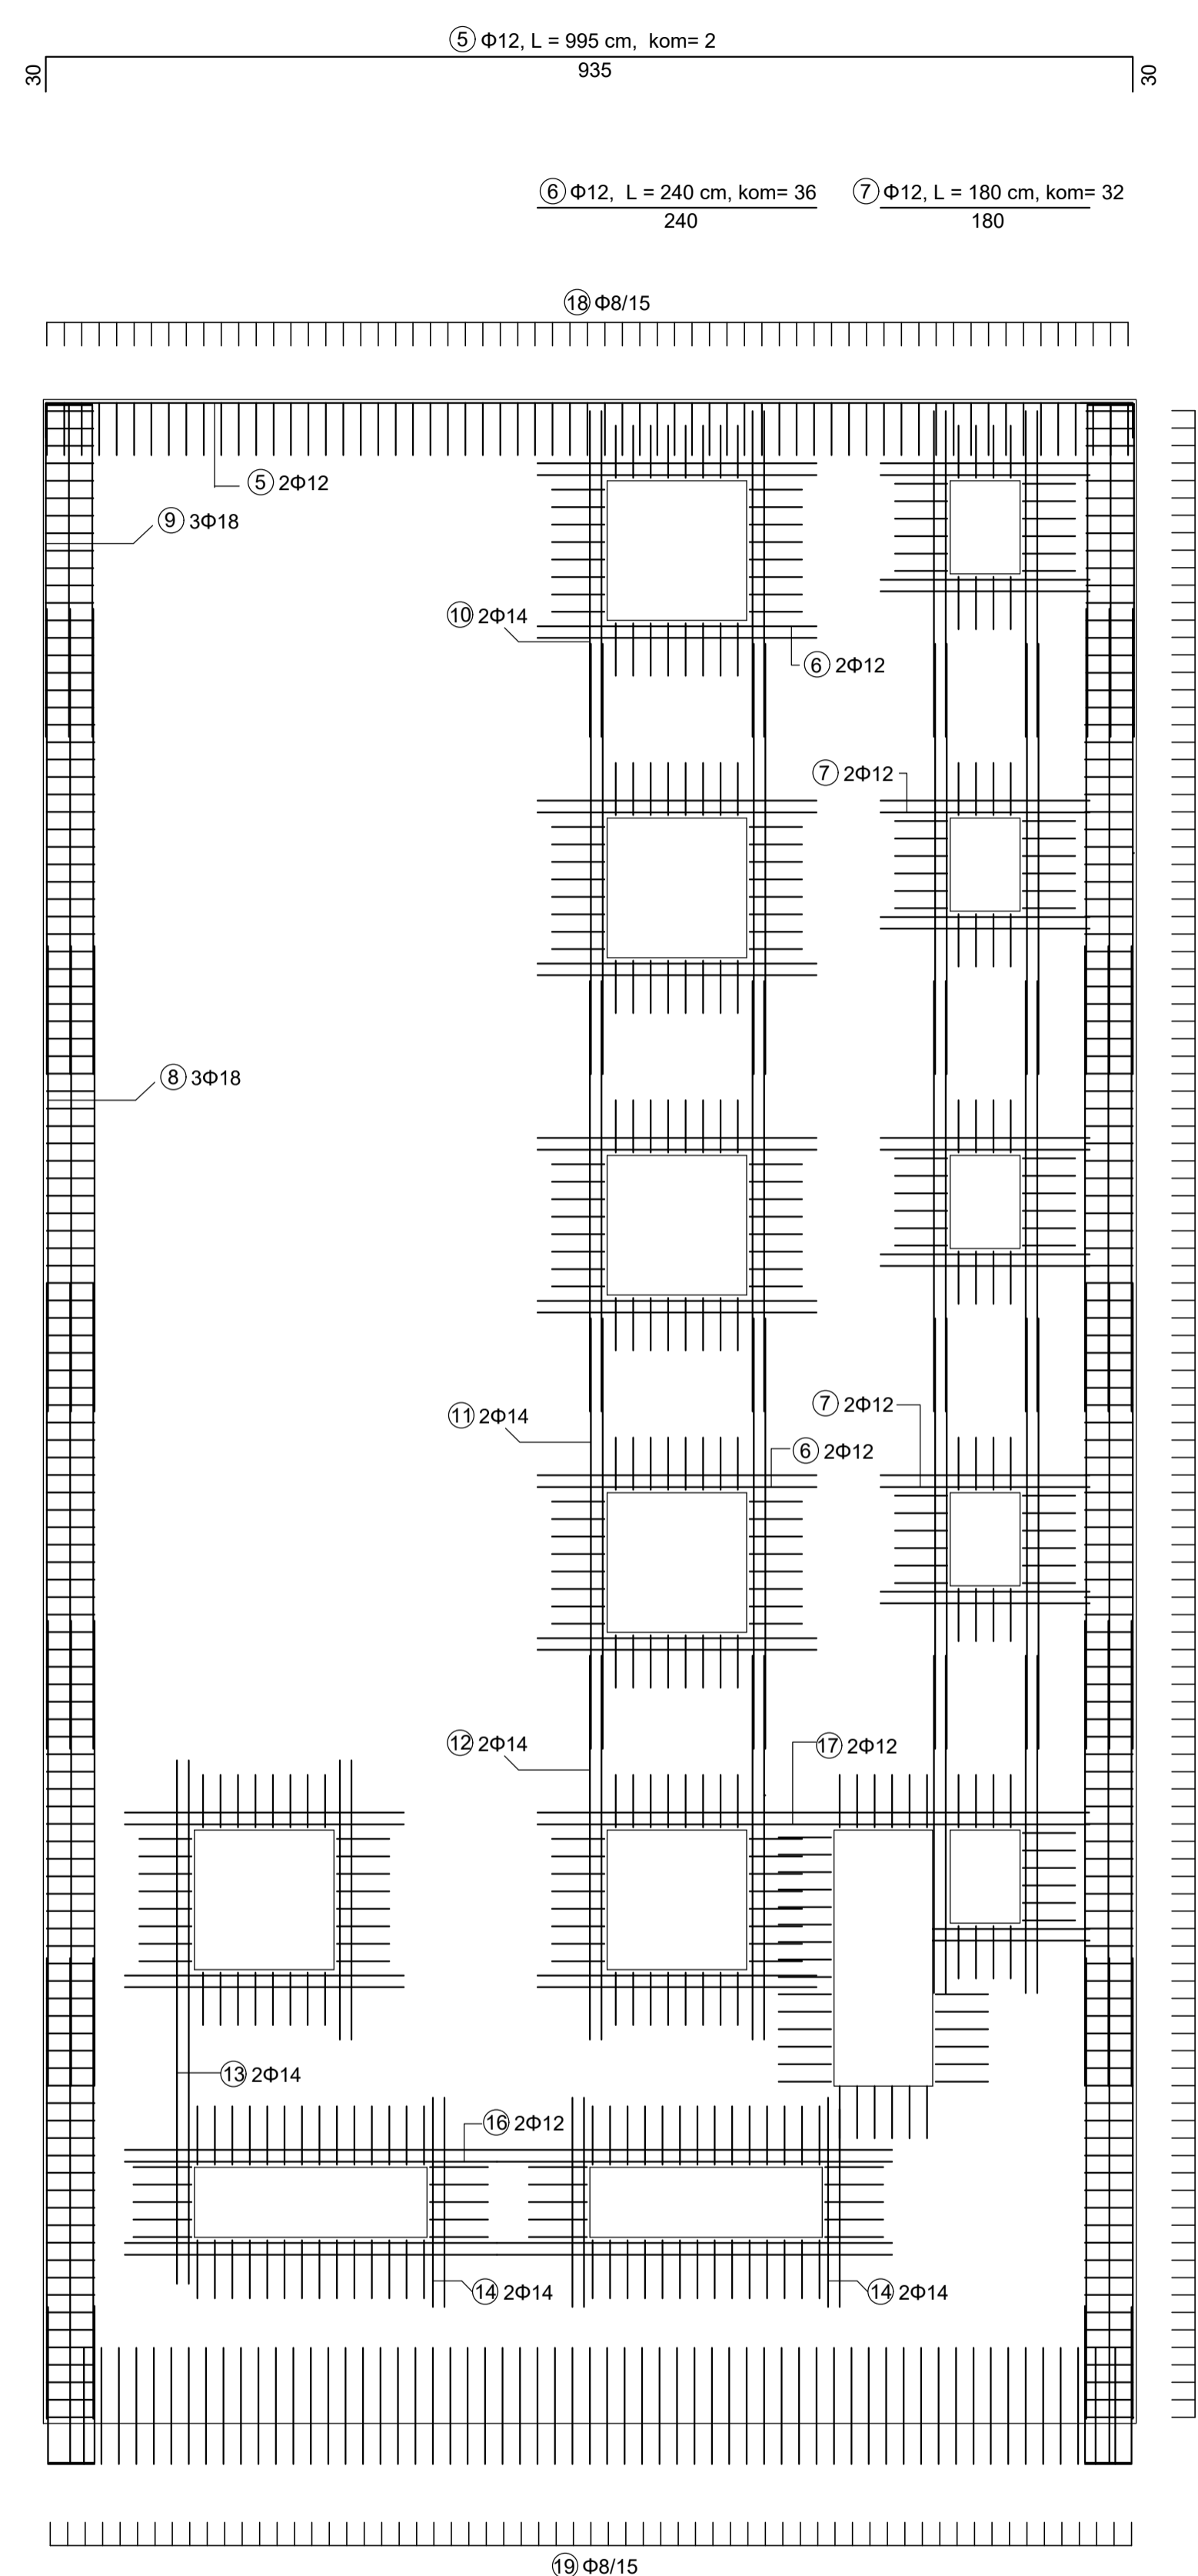 5 Φ12, L = 995 cm, kom= 2
30
935
30
6 Φ12, L = 240 cm, kom= 36
240
7 Φ12, L = 180 cm, kom= 32
180
18 Φ8/15
5 2Φ12
9 3Φ18
10 2Φ14
6 2Φ12
7 2Φ12
8 3Φ18
7 2Φ12
11 2Φ14
6 2Φ12
12 2Φ14
17 2Φ12
13 2Φ14
16 2Φ12
14 2Φ14
14 2Φ14
19 Φ8/15